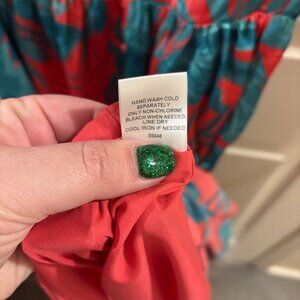 HAND WASH COLD
SEPARATELY
ONLY NON-CHLORINE
BLEACH WHEN NEEDED
LINE DRY
COOL IRON IF NEEDED
55048